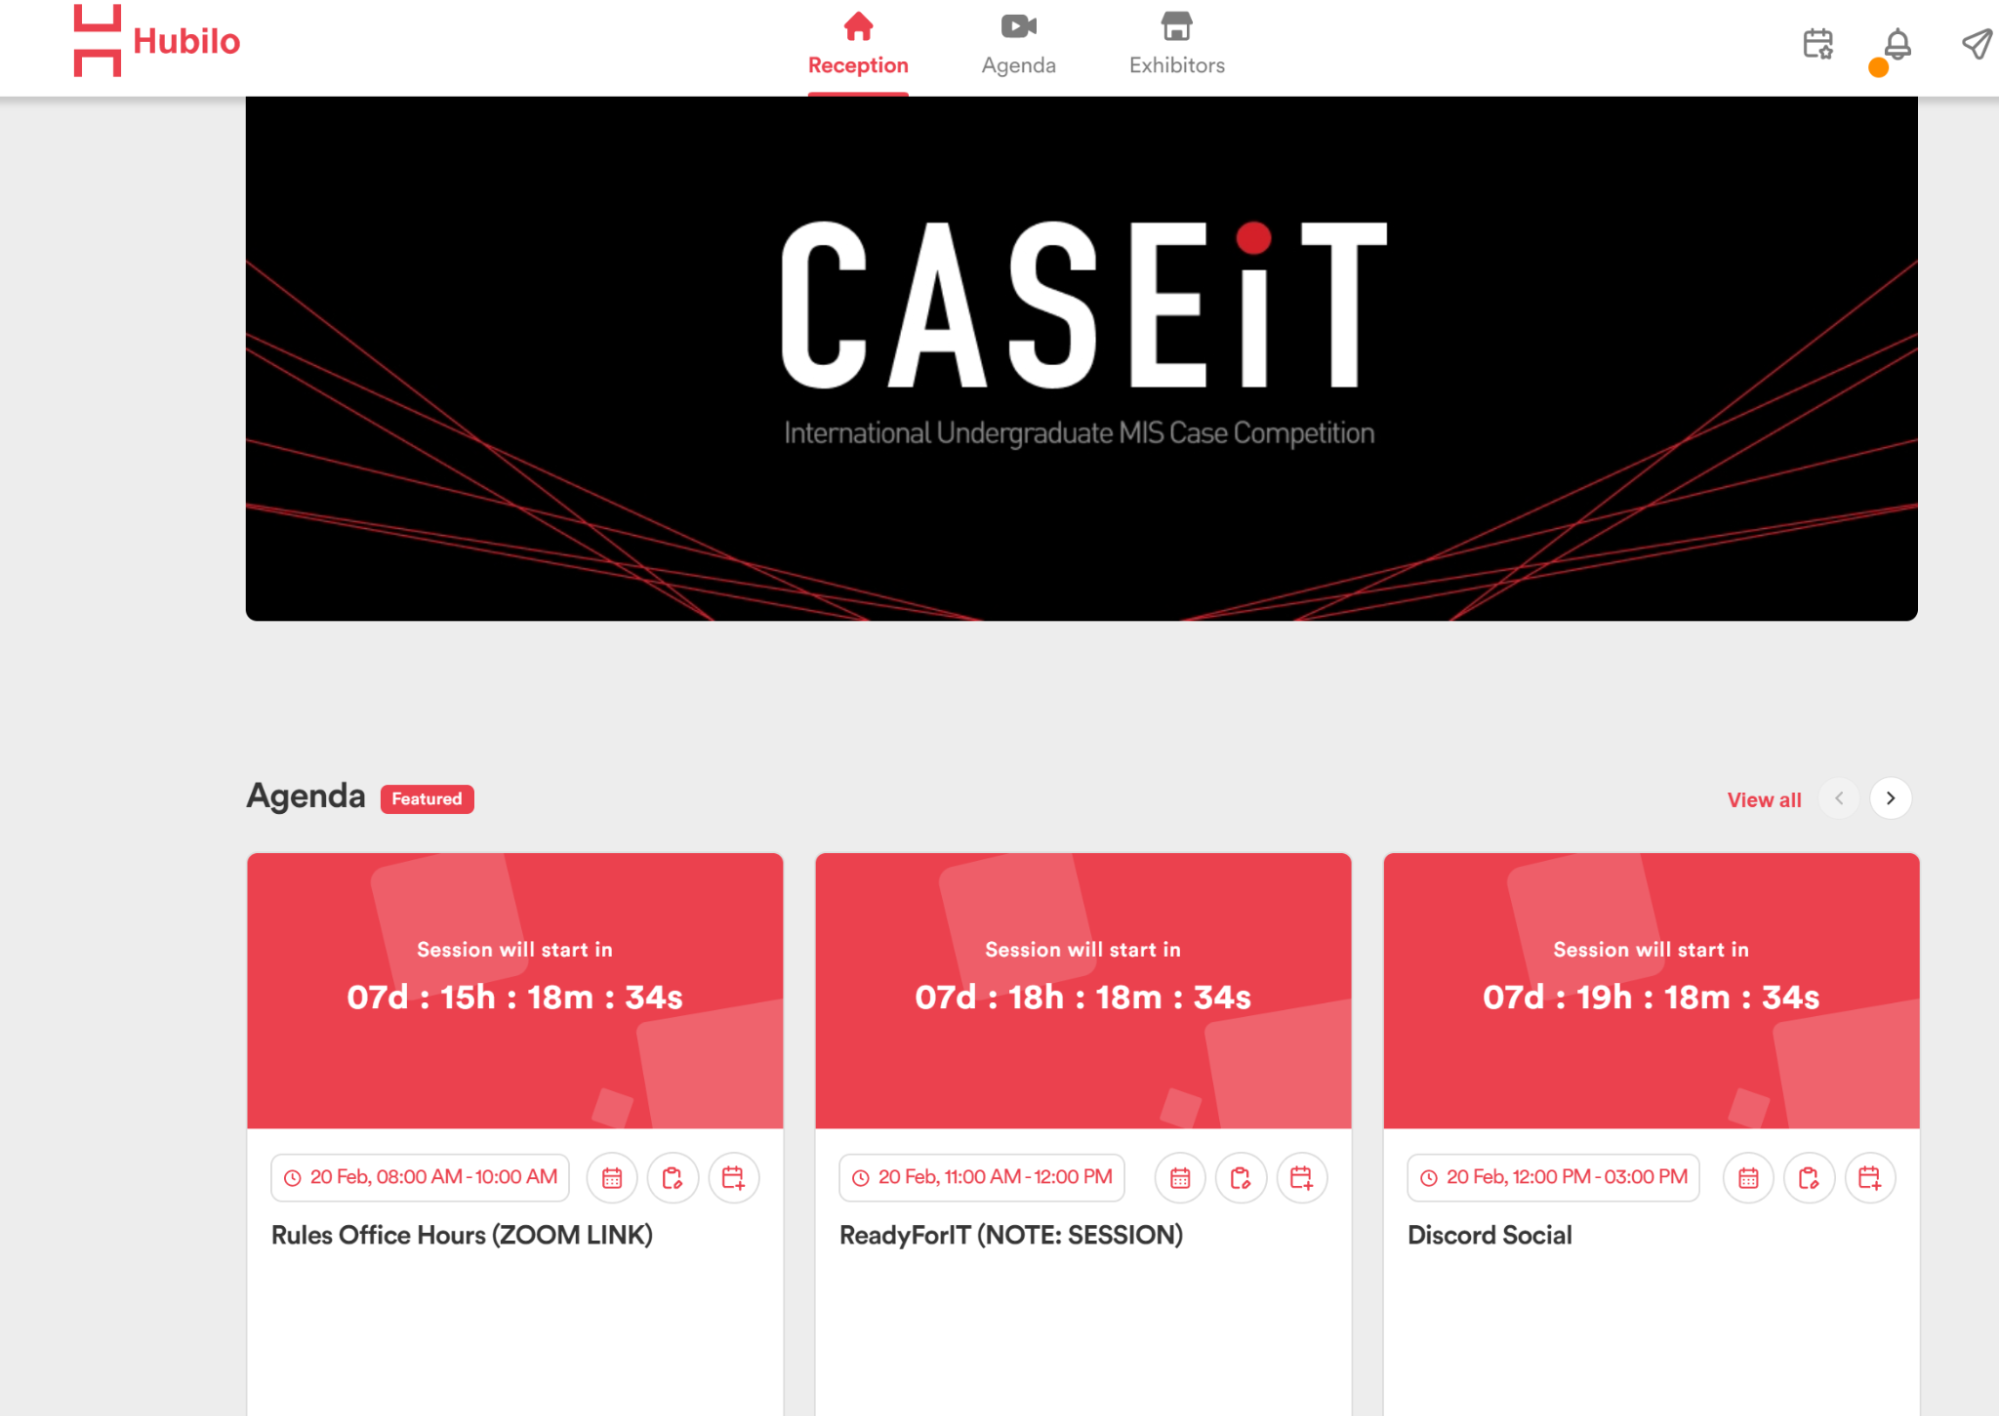 Hubilo
Reception
Agenda
Exhibitors
CASEiT
International Undergraduate MIS Case Competition
Agenda
Featured
View all
Session will start in
07d : 15h : 18m : 34s
20 Feb, 08:00 AM - 10:00 AM
Rules Office Hours (ZOOM LINK)
Session will start in
07d : 18h : 18m : 34s
20 Feb, 11:00 AM - 12:00 PM
ReadyForIT (NOTE: SESSION)
Session will start in
07d : 19h : 18m : 34s
20 Feb, 12:00 PM - 03:00 PM
Discord Social